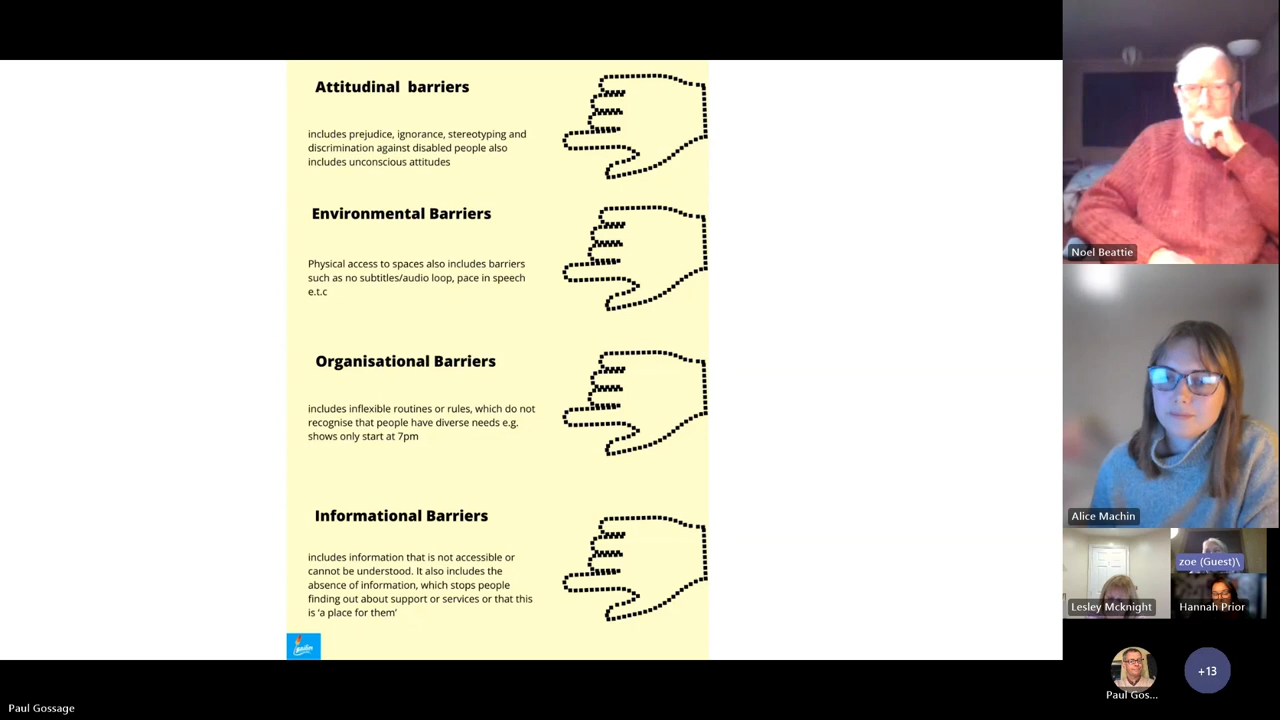 Attitudinal barriers
includes prejudice, ignorance, stereotyping and
discrimination against disabled people also
includes unconscious attitudes
Environmental Barriers
Physical access to spaces also includes barriers
such as no subtitles/audio loop, pace in speech
e.t.c
Organisational Barriers
includes inflexible routines or rules, which do not
recognise that people have diverse needs e.g.
shows only start at 7pm
Informational Barriers
includes information that is not accessible or
cannot be understood. It also includes the
absence of information, which stops people
finding out about support or services or that this
is ‘a place for them’
Noel Beattie
Alice Machin
zoe (Guest)\
Lesley Mcknight
Hannah Prior
Paul Gos...
+13
Paul Gossage